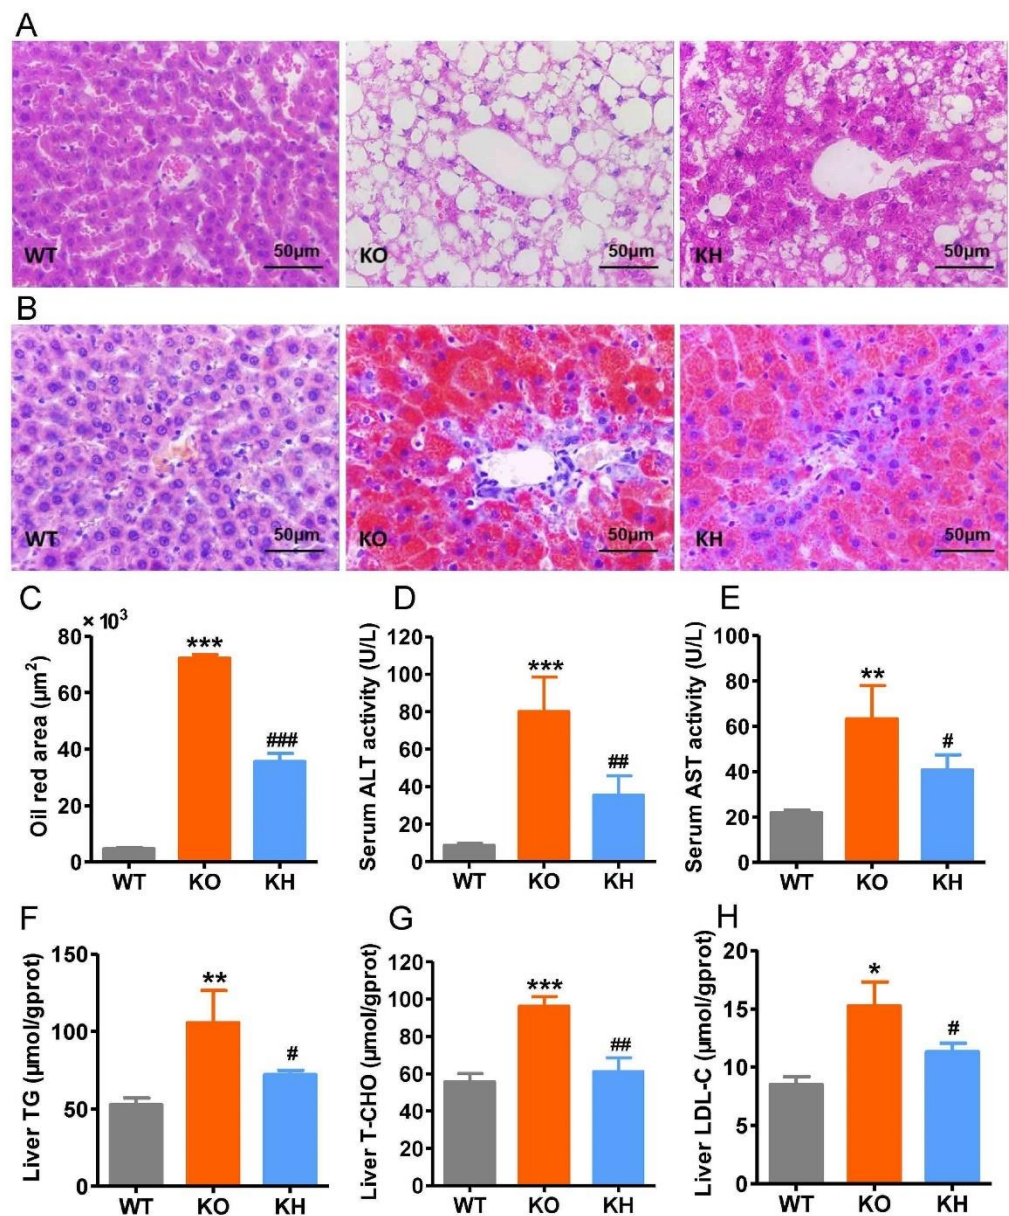 A
WT
50µm
KO
50µm
KH
50µm
B
WT
50µm
KO
50µm
KH
50µm
C
× 10³
Oil red area (µm²)
80
60
40
20
0
***
###
WT KO KH
D
Serum ALT activity (U/L)
120
100
80
60
40
20
0
***
##
WT KO KH
E
Serum AST activity (U/L)
100
80
60
40
20
0
**
#
WT KO KH
F
Liver TG (µmol/gprot)
150
100
50
0
**
#
WT KO KH
G
Liver T-CHO (µmol/gprot)
120
100
80
60
40
20
0
***
##
WT KO KH
H
Liver LDL-C (µmol/gprot)
20
15
10
5
0
*
#
WT KO KH